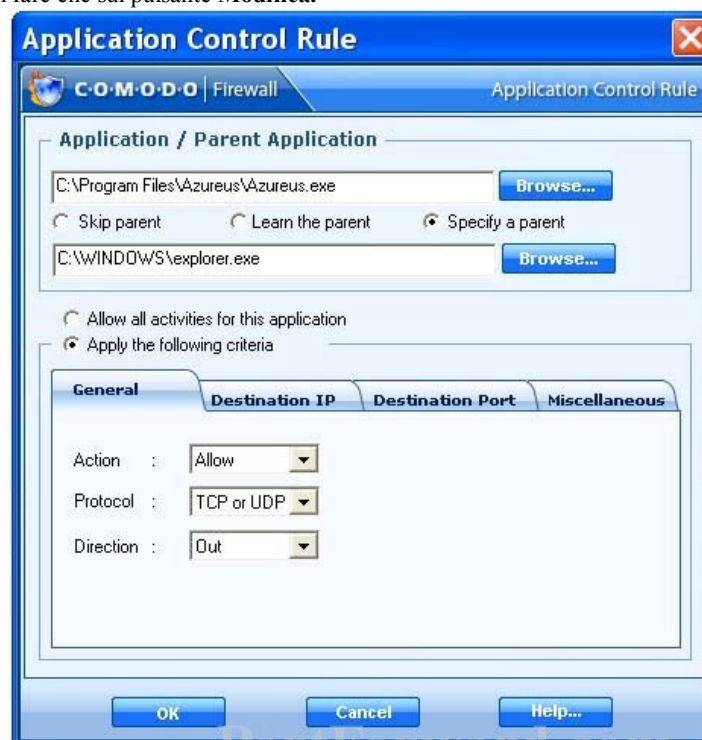 fare che sul pulsante Modifica.
Application Control Rule
C·O·M·O·D·O | Firewall Application Control Rule
Application / Parent Application
C:\Program Files\Azureus\Azureus.exe Browse...
Skip parent Learn the parent Specify a parent
C:\WINDOWS\explorer.exe Browse...
Allow all activities for this application
Apply the following criteria
General Destination IP Destination Port Miscellaneous
Action : Allow
Protocol : TCP or UDP
Direction : Out
OK Cancel Help...